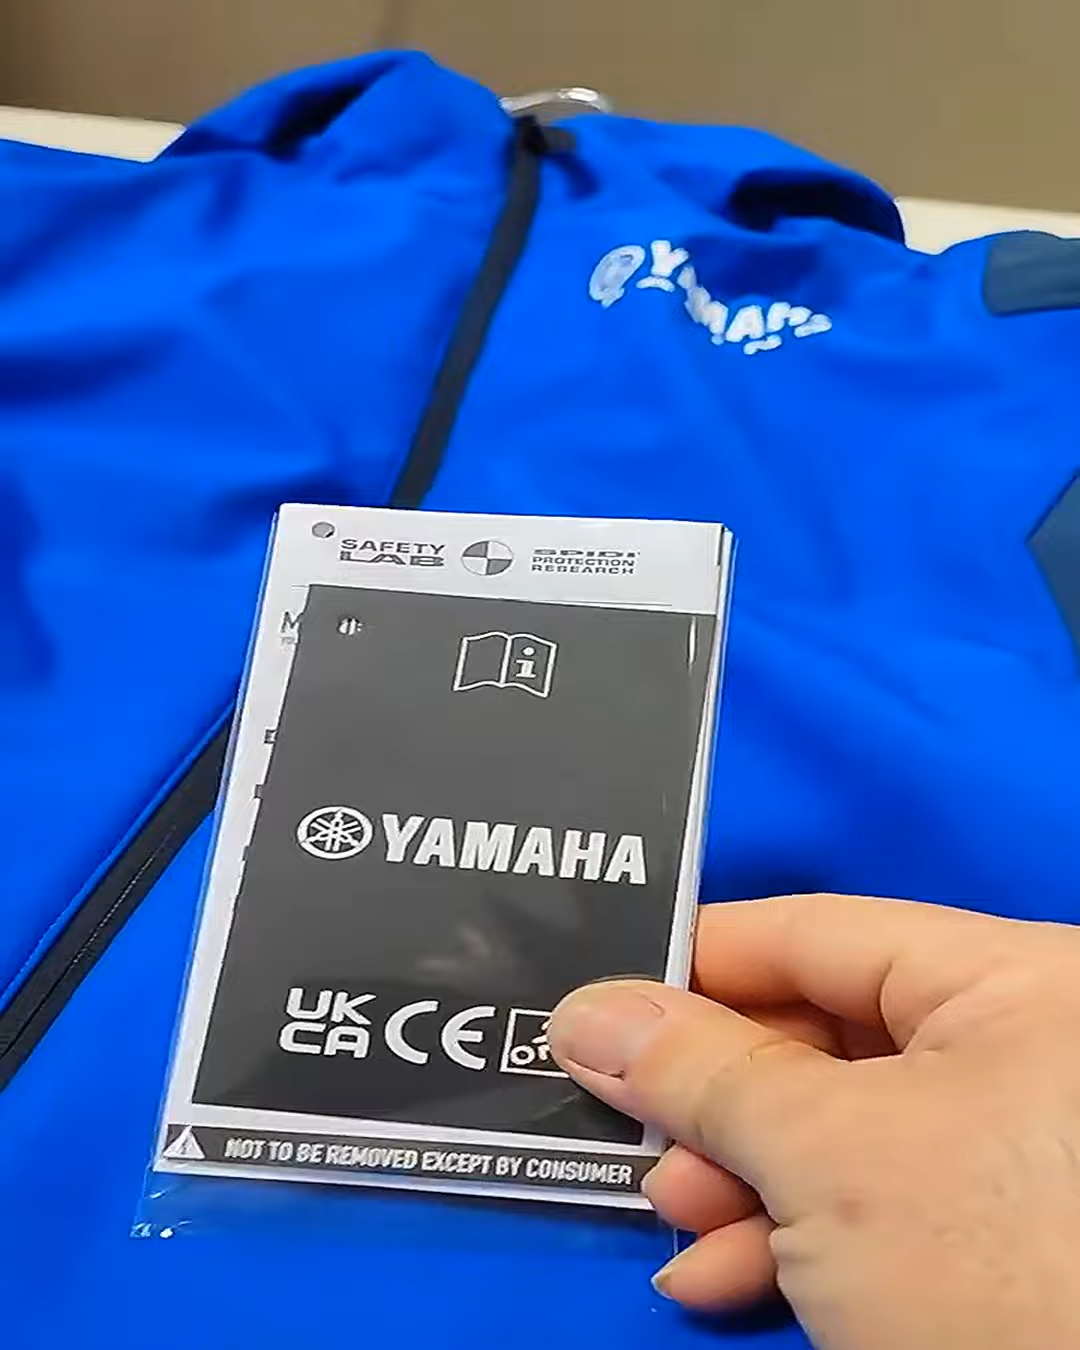 YAMAHA
SAFETY
LAB
SPIDI
PROTECTION
RESEARCH
M
i
YAMAHA
UK
CA CE
NOT TO BE REMOVED EXCEPT BY CONSUMER